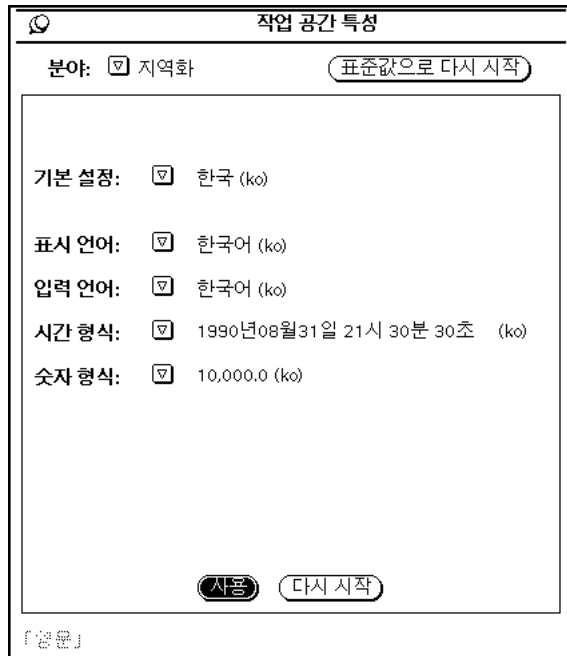 작업 공간 특성
분야: 지역화 표준값으로 다시 시작
기본 설정: 한국 (ko)
표시 언어: 한국어 (ko)
입력 언어: 한국어 (ko)
시간 형식: 1990년08월31일 21시 30분 30초 (ko)
숫자 형식: 10,000.0 (ko)
사용 다시 시작
「영문」